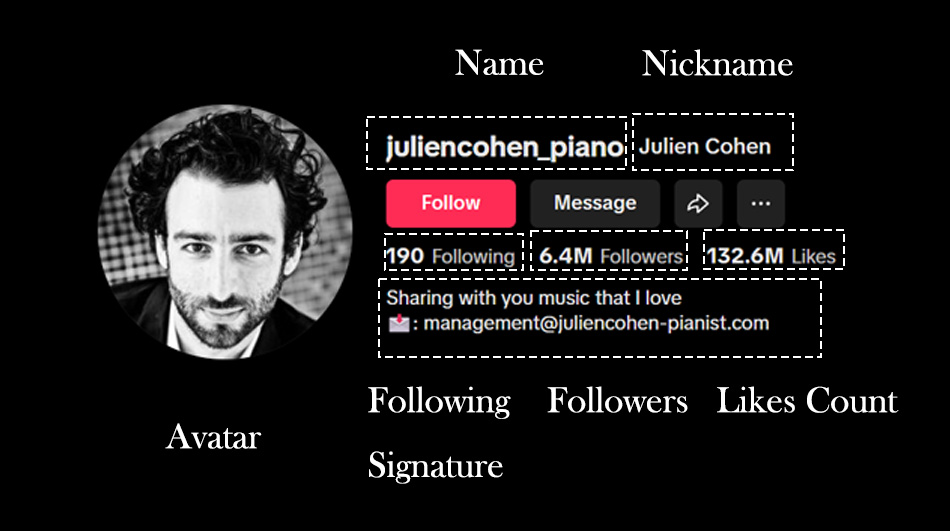 Name Nickname
juliencohen_piano Julien Cohen
Follow Message ...
190 Following 6.4M Followers 132.6M Likes
Sharing with you music that I love
📩: management@juliencohen-pianist.com
Following Followers Likes Count
Avatar
Signature